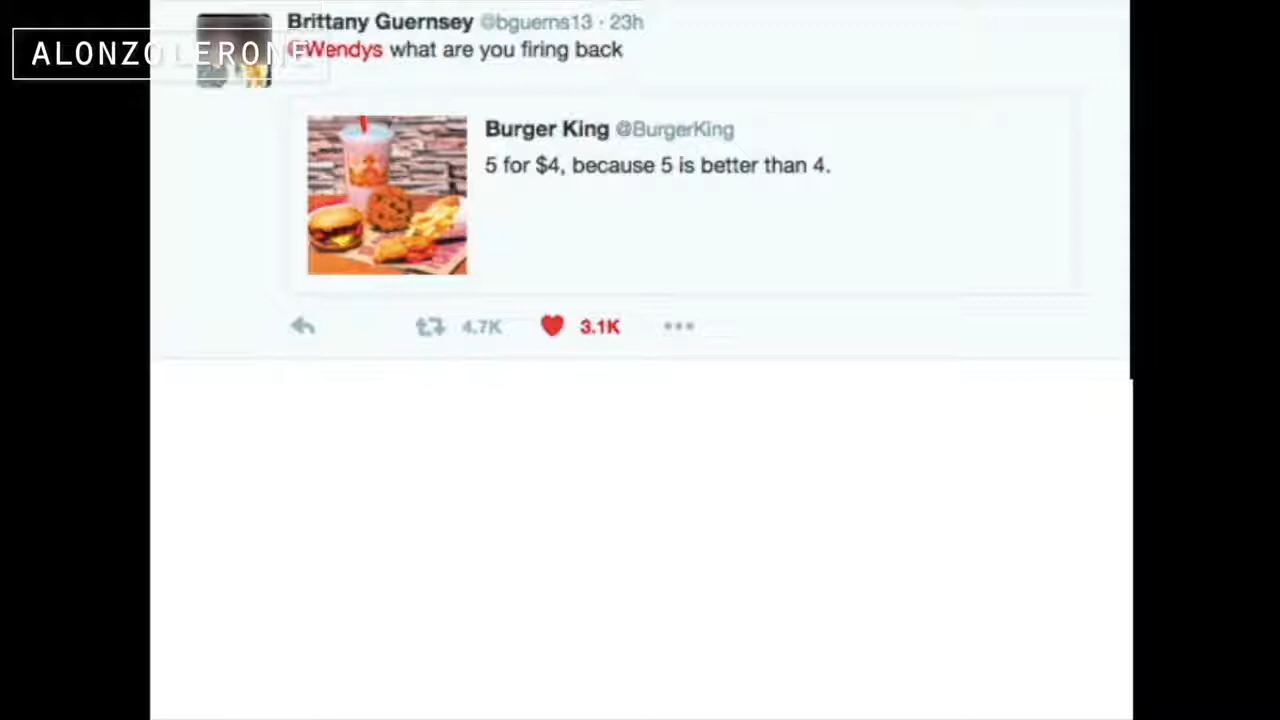 ALONZO LERONE
Brittany Guernsey @bguerns13 · 23h
@Wendys what are you firing back
Burger King @BurgerKing
5 for $4, because 5 is better than 4.
4.7K 3.1K